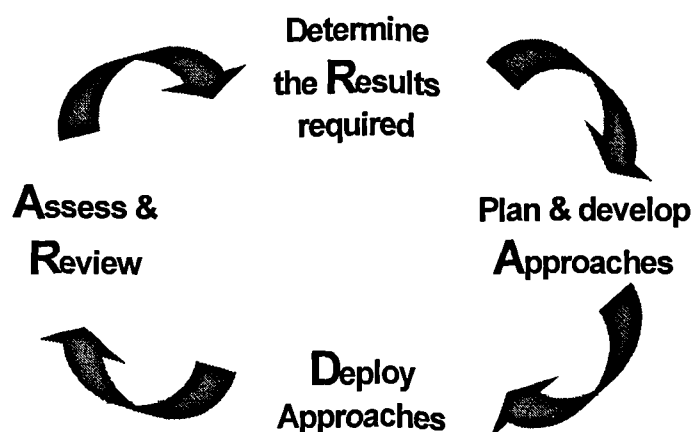 Determine
the Results
required
Plan & develop
Approaches
Deploy
Approaches
Assess &
Review